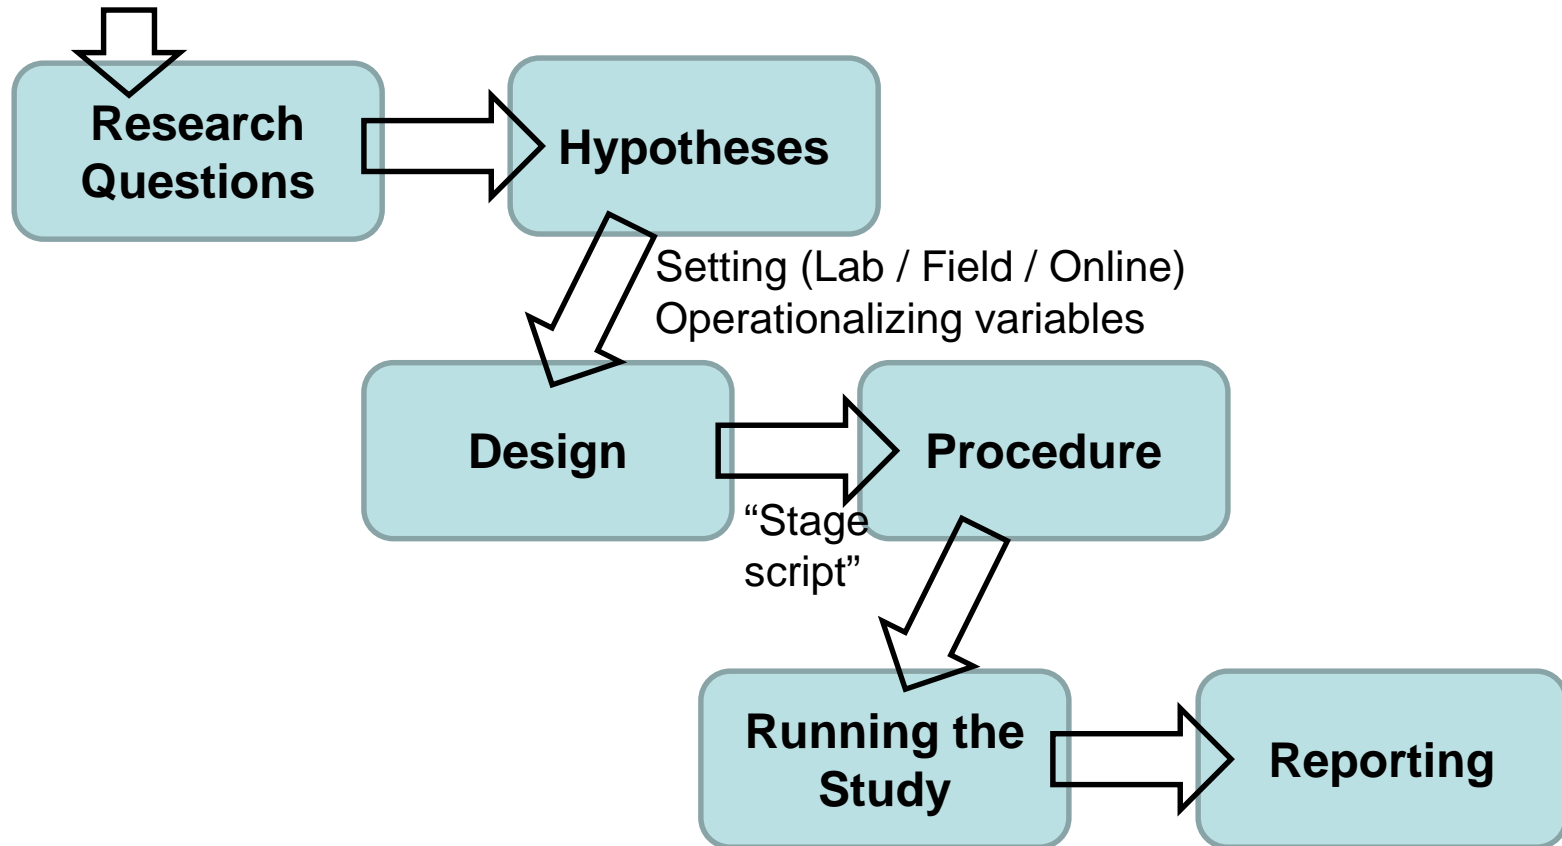 Research
Questions
Hypotheses
Setting (Lab / Field / Online)
Operationalizing variables
Design
Procedure
“Stage
script”
Running the
Study
Reporting